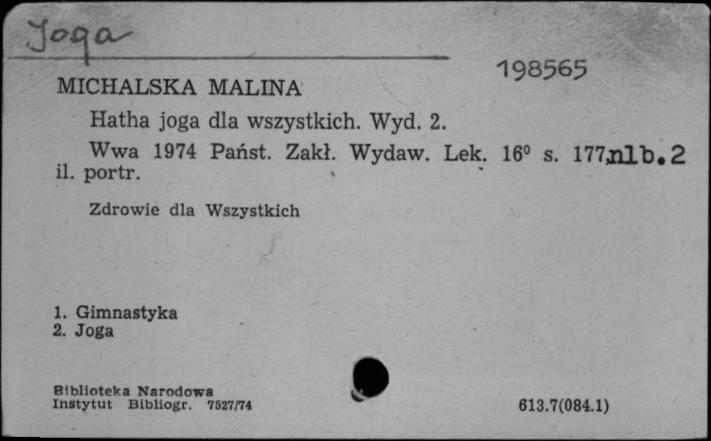 Joga
198565
MICHALSKA MALINA
Hatha joga dla wszystkich. Wyd. 2.
Wwa 1974 Państ. Zakł. Wydaw. Lek. 16⁰ s. 177,nlb.2
il. portr.
Zdrowie dla Wszystkich
1. Gimnastyka
2. Joga
Biblioteka Narodowa
Instytut Bibliogr. 7527/74
613.7(084.1)